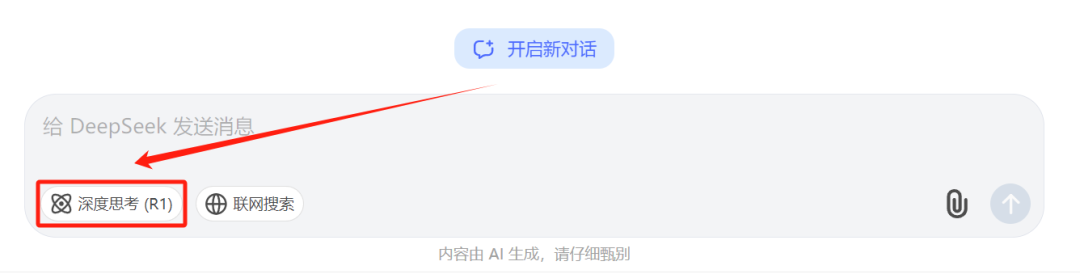 开启新对话
给 DeepSeek 发送消息
深度思考 (R1)
联网搜索
内容由 AI 生成，请仔细甄别